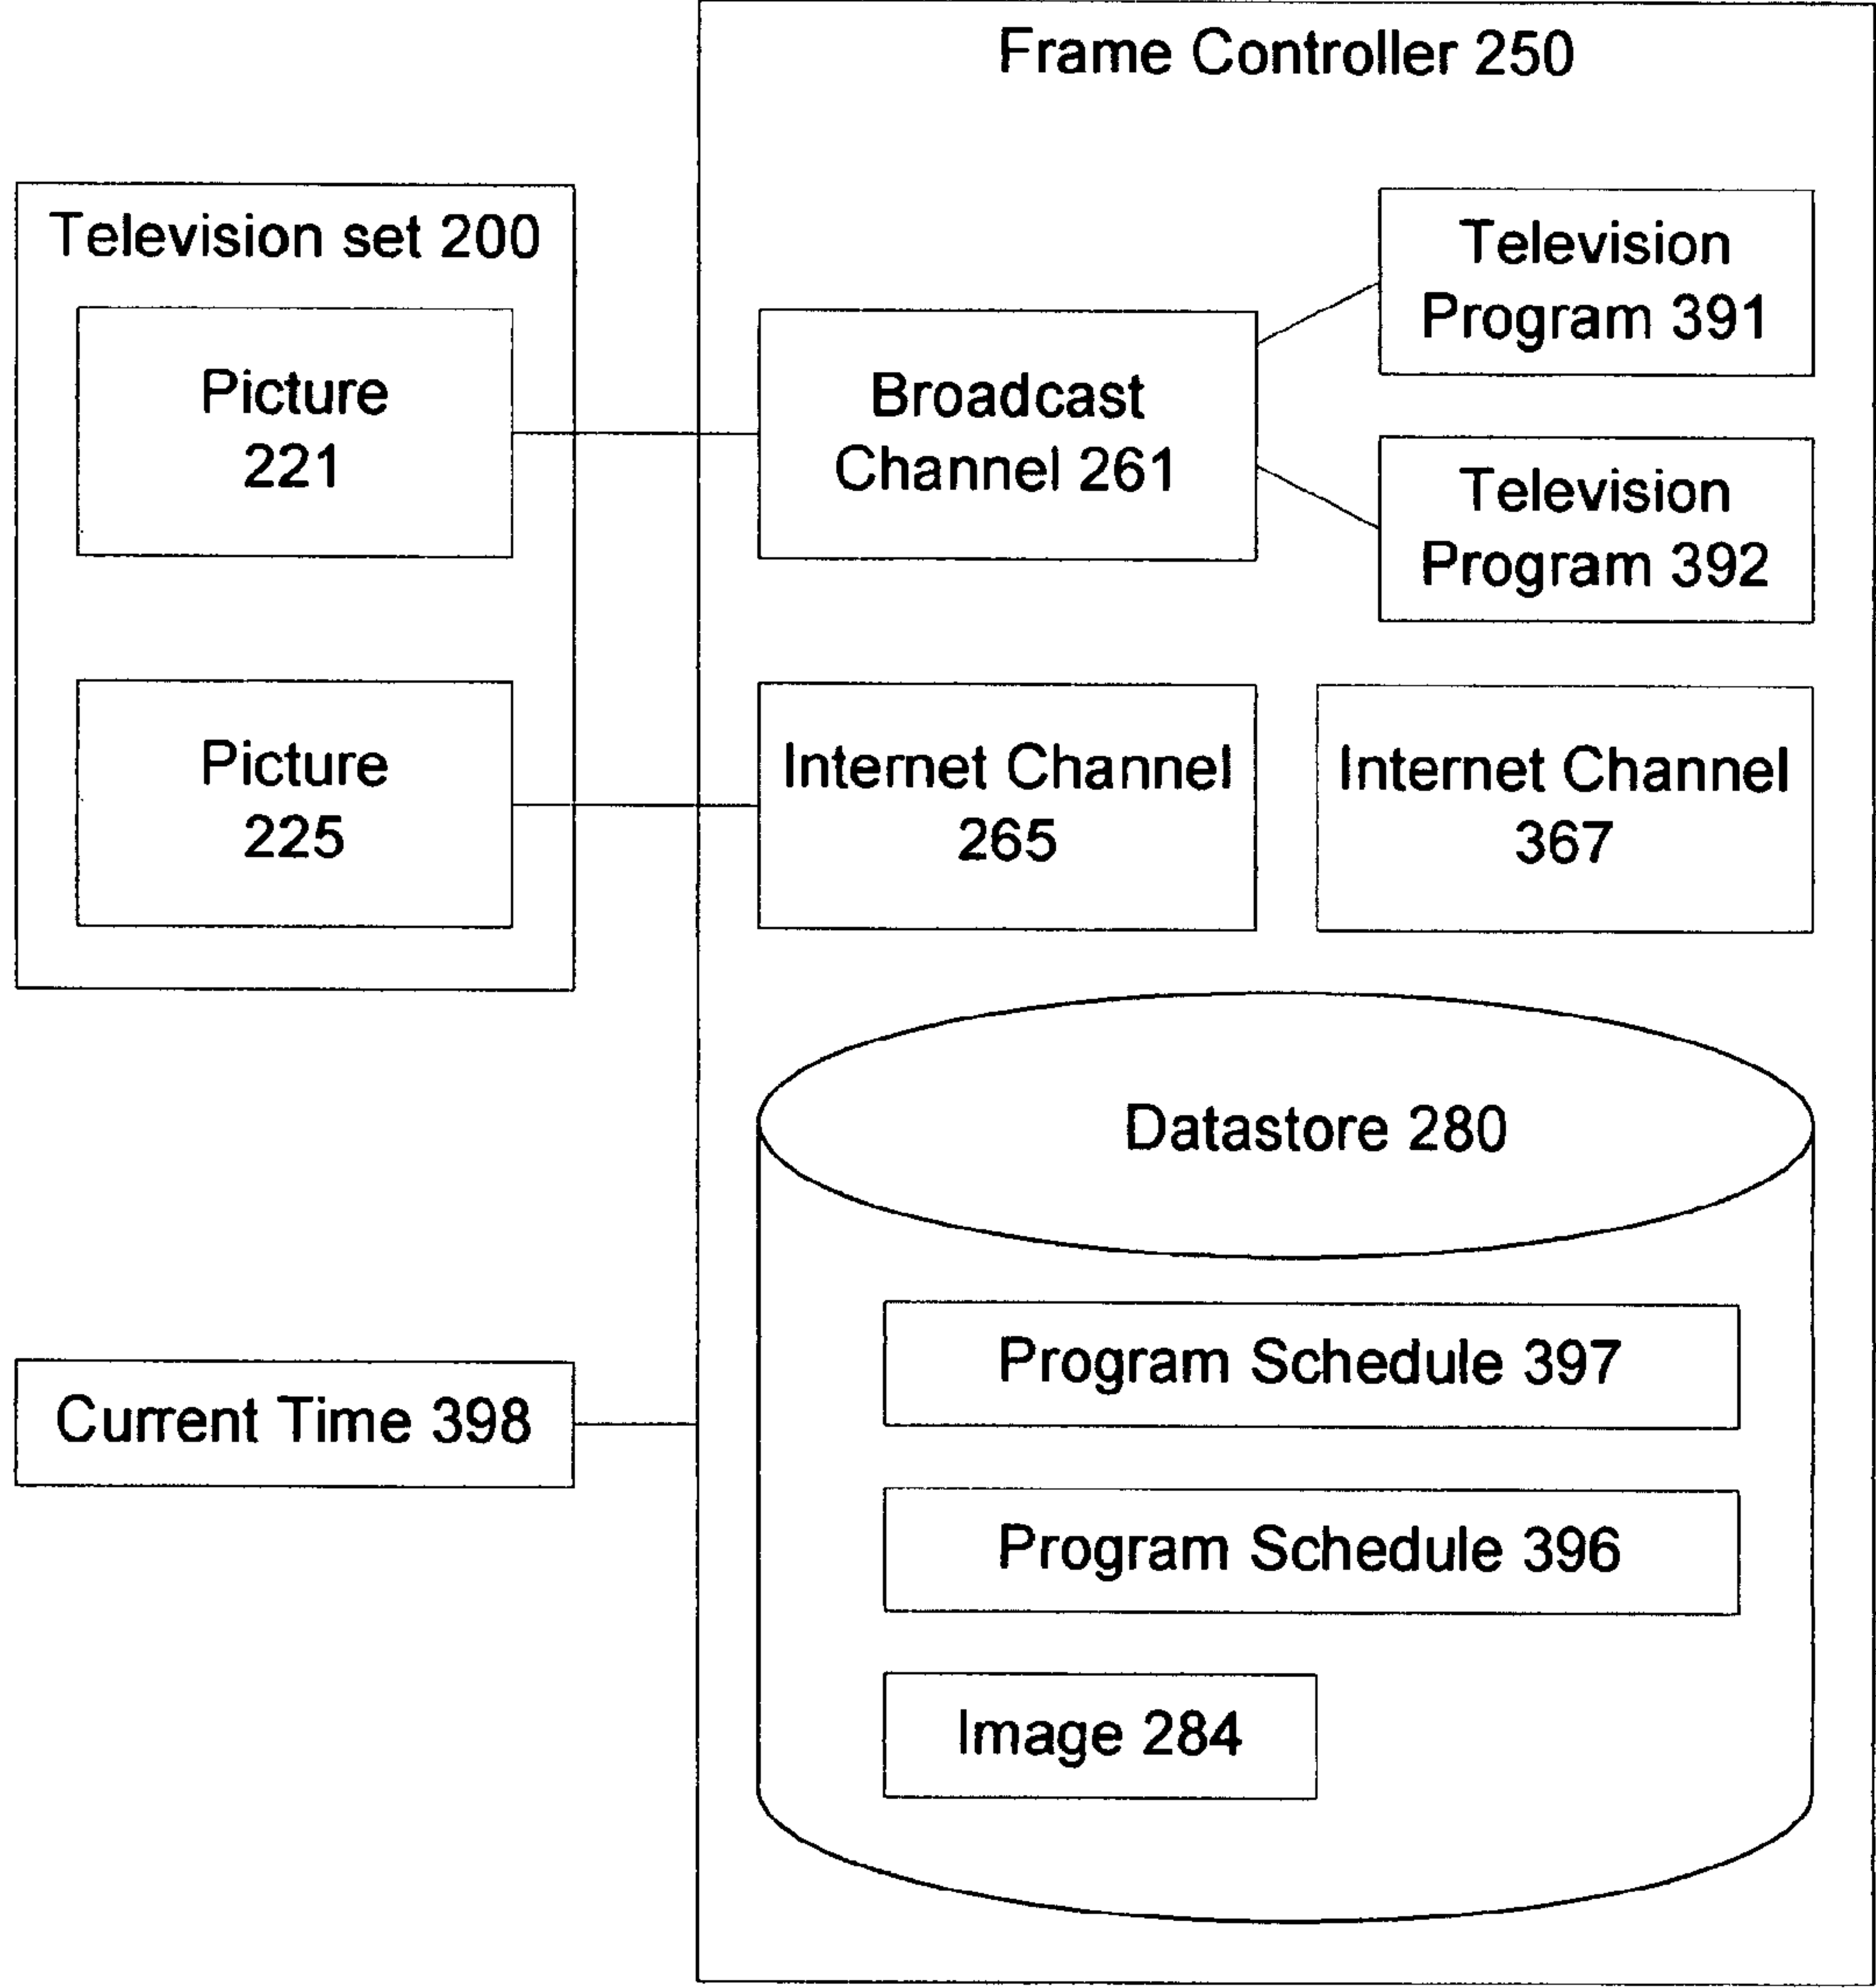 Frame Controller 250
Television set 200
Picture
221
Broadcast
Channel 261
Television
Program 391
Television
Program 392
Picture
225
Internet Channel
265
Internet Channel
367
Datastore 280
Program Schedule 397
Current Time 398
Program Schedule 396
Image 284